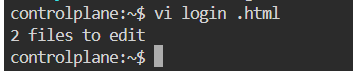 controlplane:~$ vi login .html
2 files to edit
controlplane:~$